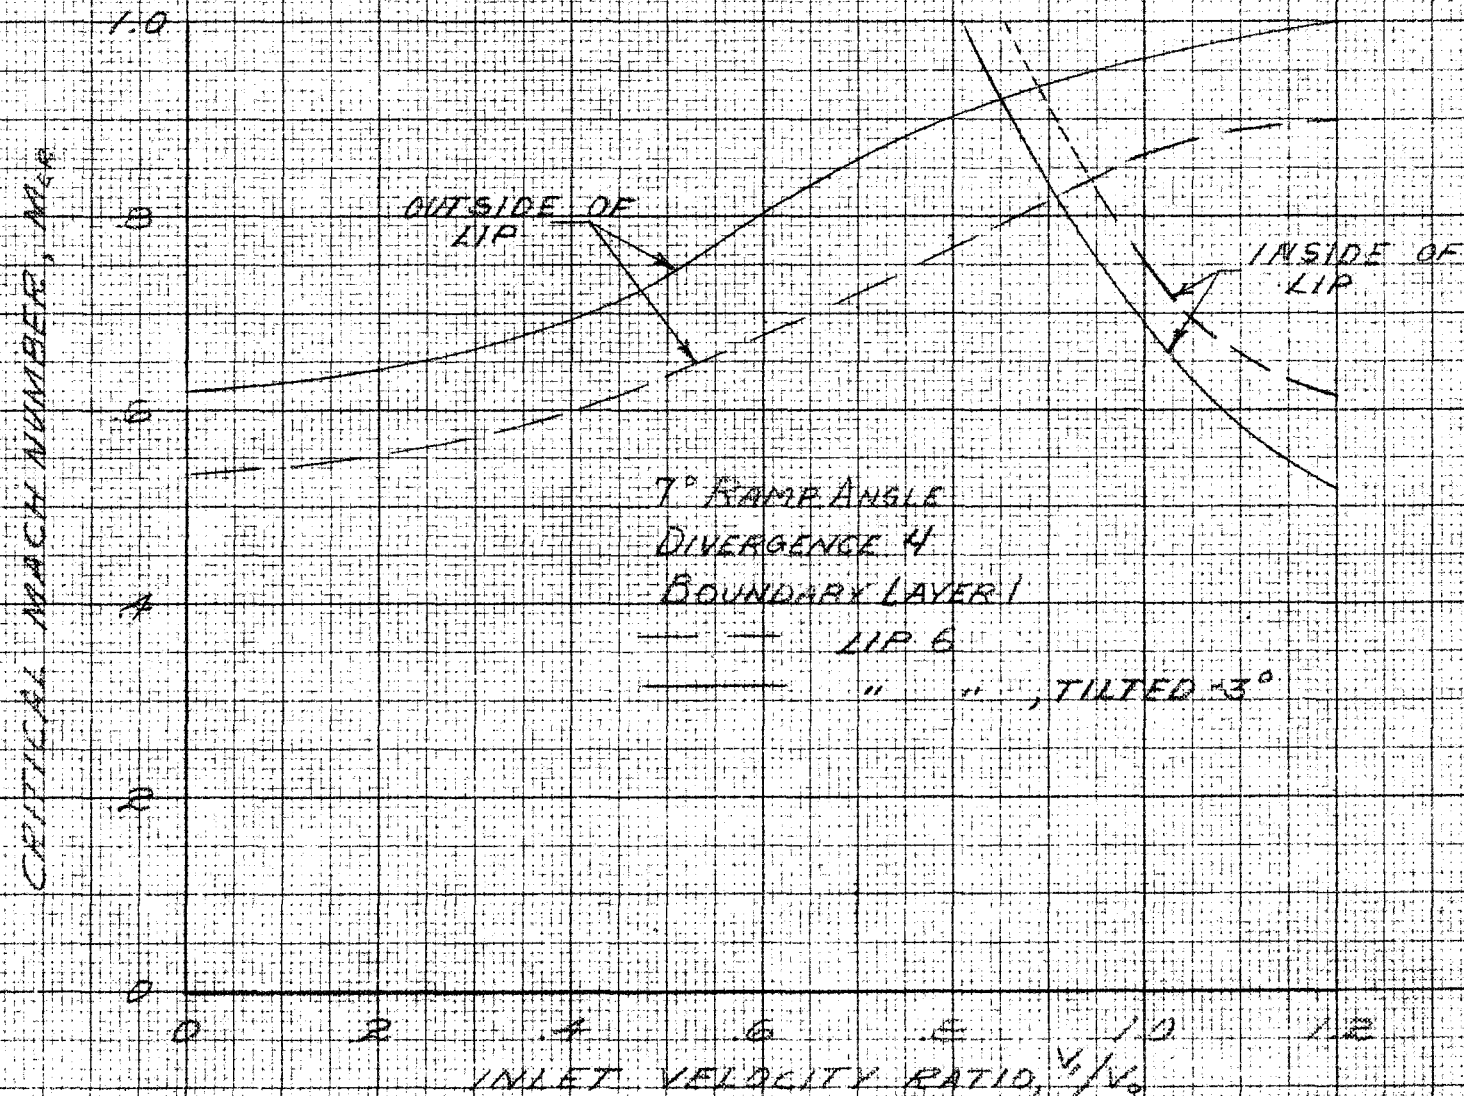 1.0
.8
.6
.4
.2
0
CRITICAL MACH NUMBER, MCR
OUTSIDE OF
LIP
INSIDE OF
LIP
7° RAMP ANGLE
DIVERGENCE 4
BOUNDARY LAYER 1
LIP 6
" " , TILTED -3°
0 .2 .4 .6 .8 1.0 1.2
INLET VELOCITY RATIO, V₁/V₀